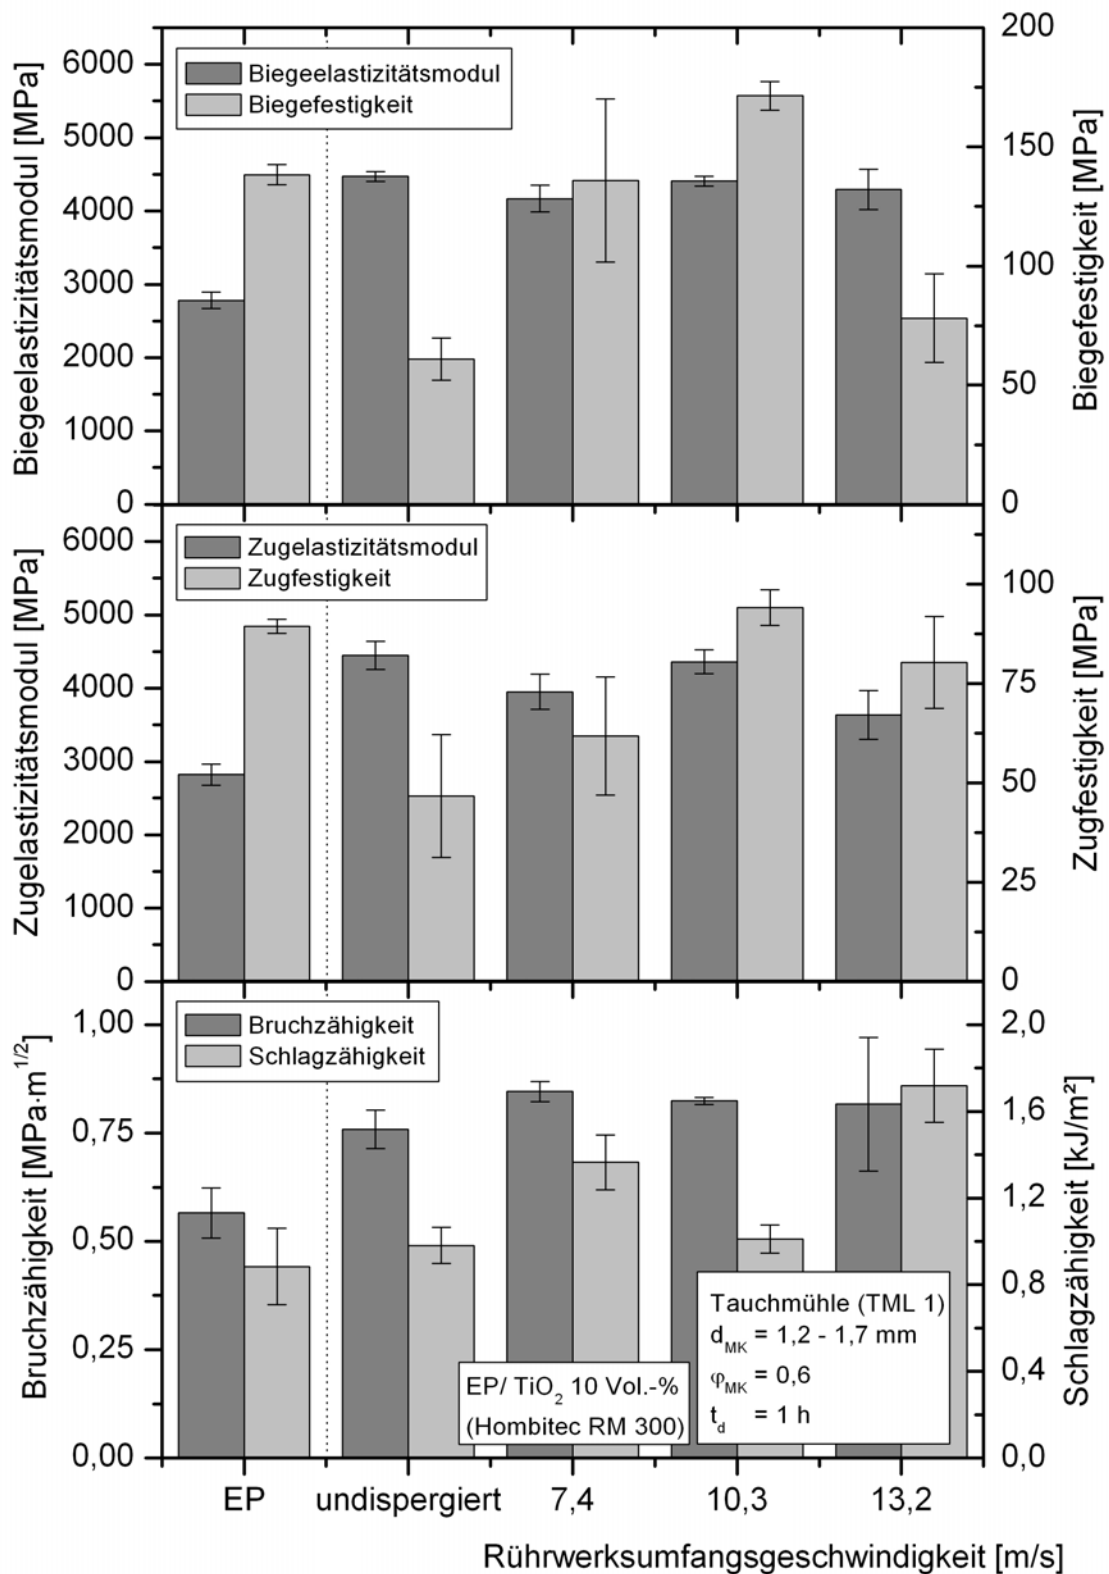 Biegeelastizitätsmodul [MPa]
6000
5000
4000
3000
2000
1000
0
Biegeelastizitätsmodul
Biegefestigkeit
200
150
100
50
0
Biegefestigkeit [MPa]
Zugelastizitätsmodul [MPa]
6000
5000
4000
3000
2000
1000
0
Zugelastizitätsmodul
Zugfestigkeit
100
75
50
25
0
Zugfestigkeit [MPa]
Bruchzähigkeit [MPa·m^1/2]
1,00
0,75
0,50
0,25
0,00
Bruchzähigkeit
Schlagzähigkeit
2,0
1,6
1,2
0,8
0,4
0,0
Schlagzähigkeit [kJ/m²]
EP/ TiO₂ 10 Vol.-%
(Hombitec RM 300)
Tauchmühle (TML 1)
d_MK = 1,2 - 1,7 mm
φ_MK = 0,6
t_d = 1 h
EP undispergiert 7,4 10,3 13,2
Rührwerksumfangsgeschwindigkeit [m/s]